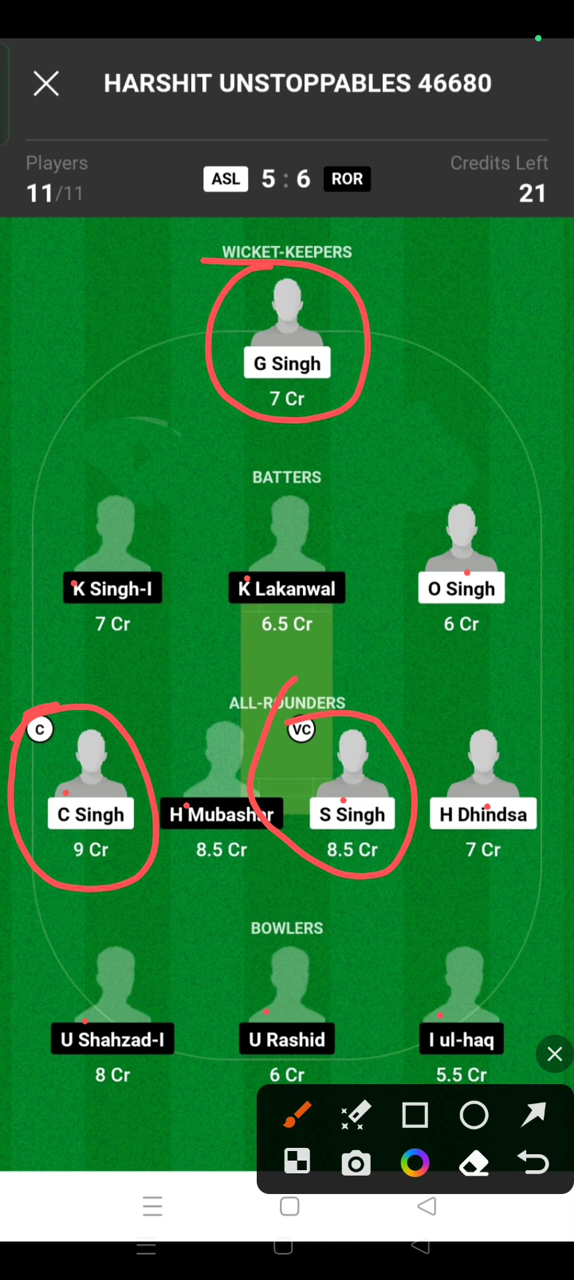 HARSHIT UNSTOPPABLES 46680
Players
11/11
ASL 5 : 6 ROR
Credits Left
21
WICKET-KEEPERS
G Singh
7 Cr
BATTERS
K Singh-I
K Lakanwal
O Singh
7 Cr
6.5 Cr
6 Cr
ALL-ROUNDERS
C
VC
C Singh
H Mubashar
S Singh
H Dhindsa
9 Cr
8.5 Cr
8.5 Cr
7 Cr
BOWLERS
U Shahzad-I
U Rashid
I ul-haq
8 Cr
6 Cr
5.5 Cr